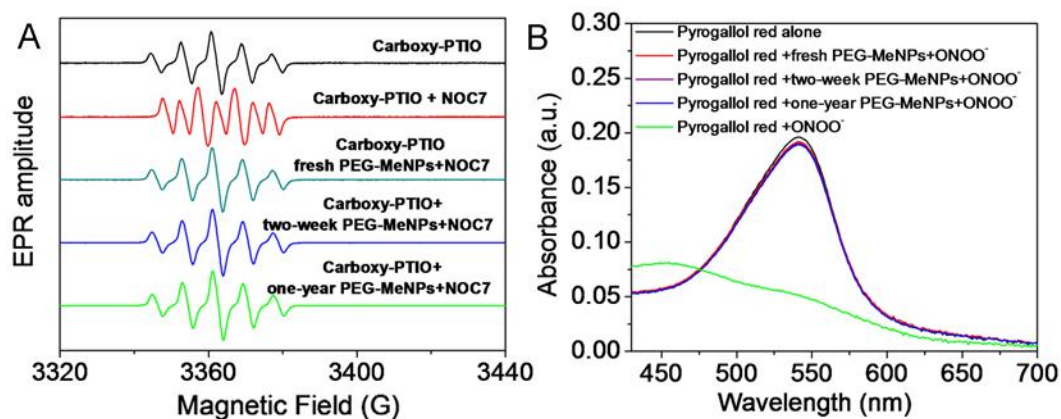 A
Carboxy-PTIO
Carboxy-PTIO + NOC7
Carboxy-PTIO
fresh PEG-MeNPs+NOC7
Carboxy-PTIO+
two-week PEG-MeNPs+NOC7
Carboxy-PTIO+
one-year PEG-MeNPs+NOC7
EPR amplitude
3320
3360
3400
3440
Magnetic Field (G)
B
Pyrogallol red alone
Pyrogallol red +fresh PEG-MeNPs+ONOO⁻
Pyrogallol red +two-week PEG-MeNPs+ONOO⁻
Pyrogallol red +one-year PEG-MeNPs+ONOO⁻
Pyrogallol red +ONOO⁻
Absorbance (a.u.)
0.30
0.25
0.20
0.15
0.10
0.05
0.00
450
500
550
600
650
700
Wavelength (nm)